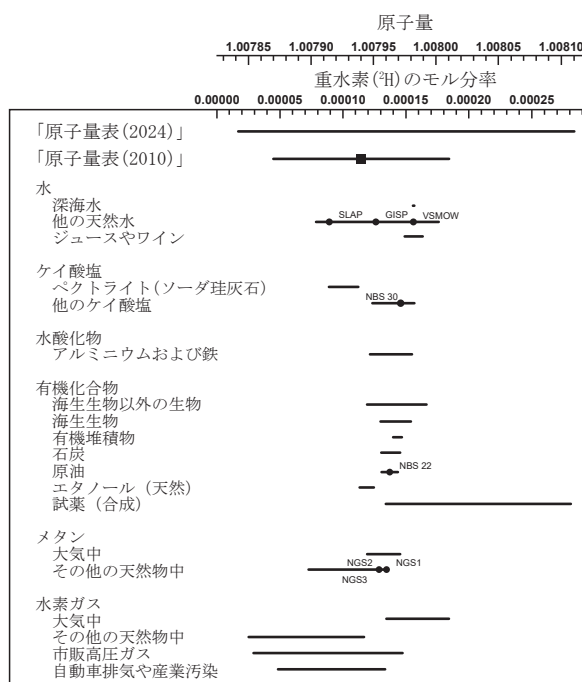 原子量
1.00785 1.00790 1.00795 1.00800 1.00805 1.00810
重水素(²H)のモル分率
0.00000 0.00005 0.00010 0.00015 0.00020 0.00025
「原子量表(2024)」
「原子量表(2010)」
水
深海水
他の天然水 SLAP GISP VSMOW
ジュースやワイン
ケイ酸塩
ペクトライト(ソーダ珪灰石)
他のケイ酸塩 NBS 30
水酸化物
アルミニウムおよび鉄
有機化合物
海生生物以外の生物
海生生物
有機堆積物
石炭
原油 NBS 22
エタノール（天然）
試薬（合成）
メタン
大気中
その他の天然物中 NGS2 NGS1
NGS3
水素ガス
大気中
その他の天然物中
市販高圧ガス
自動車排気や産業汚染